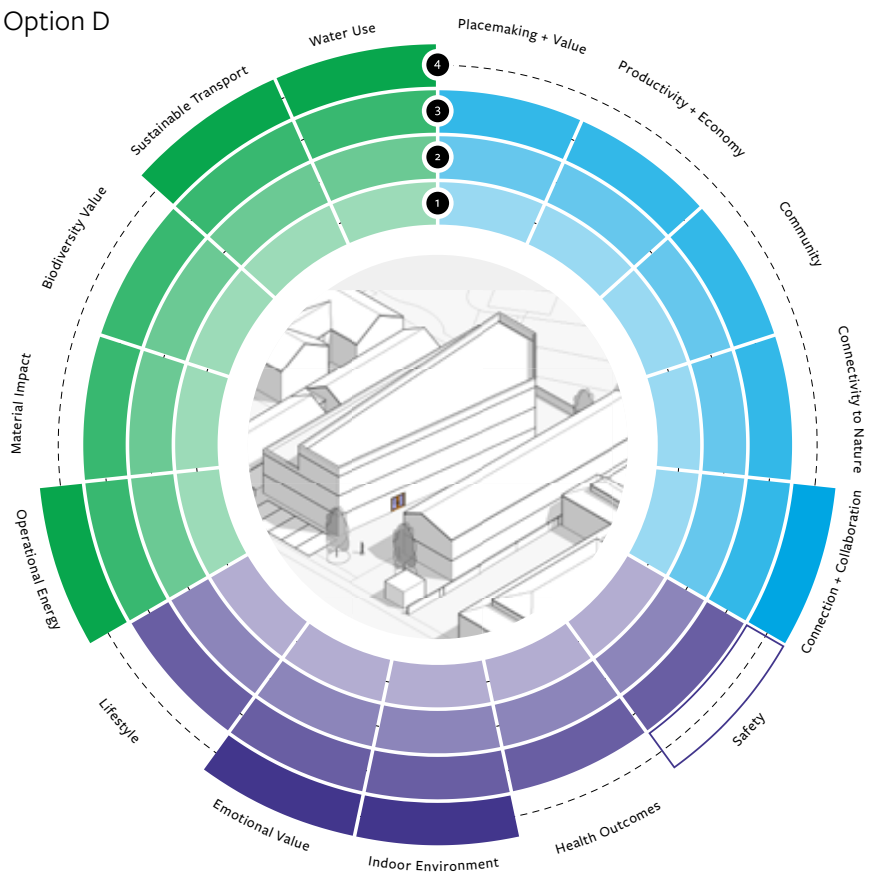 Option D
Placemaking + Value
Productivity + Economy
Community
Connectivity to Nature
Connection + Collaboration
Safety
Health Outcomes
Indoor Environment
Emotional Value
Lifestyle
Operational Energy
Material Impact
Biodiversity Value
Sustainable Transport
Water Use
4
3
2
1